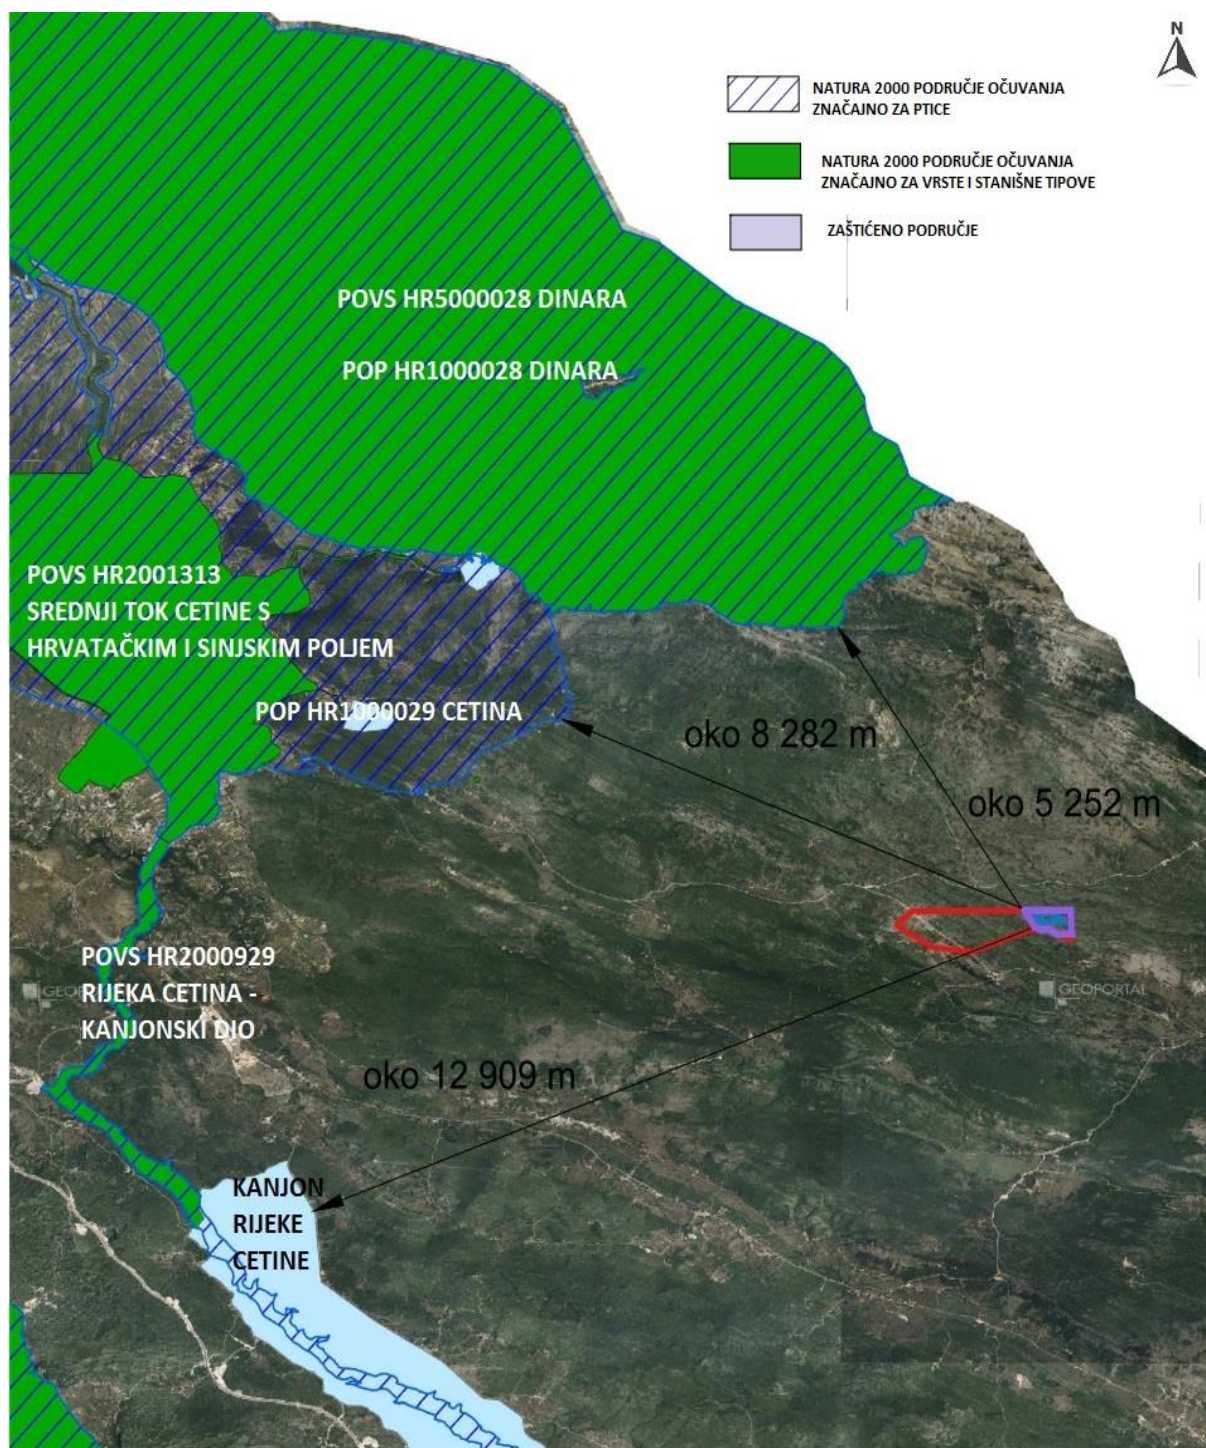 N
NATURA 2000 PODRUČJE OČUVANJA
ZNAČAJNO ZA PTICE
NATURA 2000 PODRUČJE OČUVANJA
ZNAČAJNO ZA VRSTE I STANIŠNE TIPOVE
ZAŠTIĆENO PODRUČJE
POVS HR5000028 DINARA
POP HR1000028 DINARA
POVS HR2001313
SREDNJI TOK CETINE S
HRVATAČKIM I SINJSKIM POLJEM
POP HR1000029 CETINA
oko 8 282 m
oko 5 252 m
POVS HR2000929
RIJEKA CETINA -
KANJONSKI DIO
GEOPORTAL
oko 12 909 m
KANJON
RIJEKE
CETINE